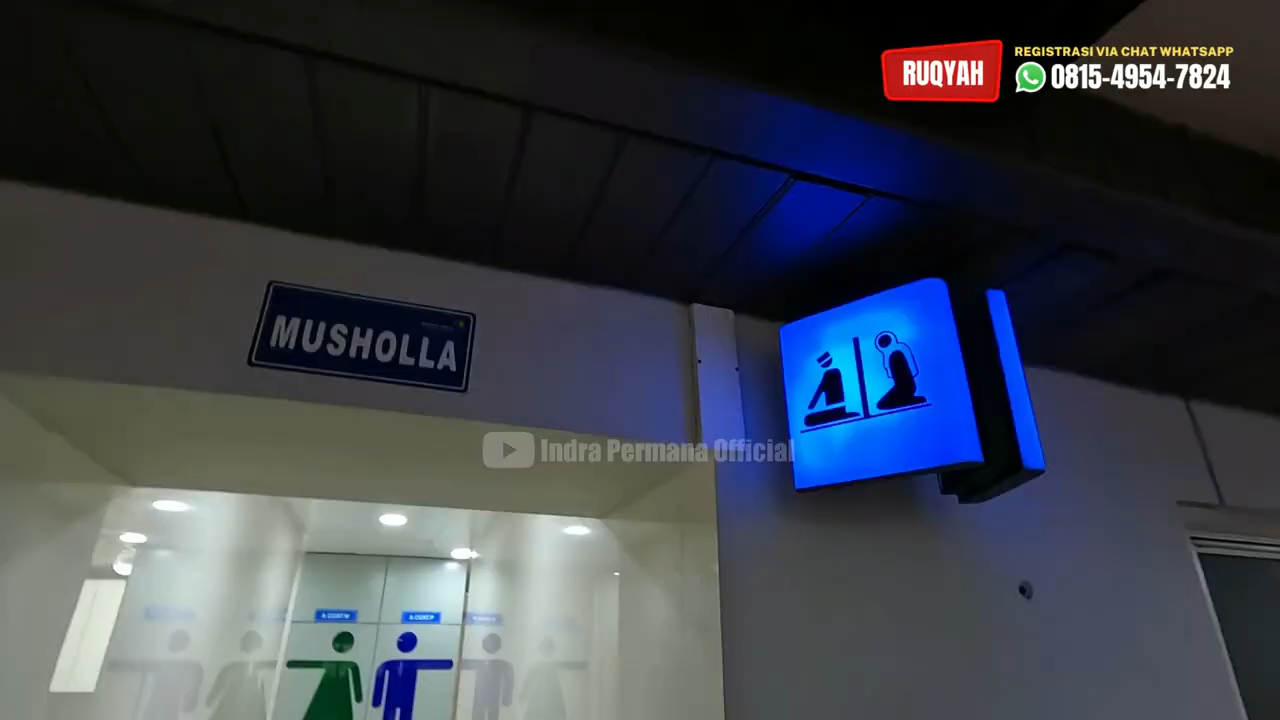 RUQYAH
REGISTRASI VIA CHAT WHATSAPP
0815-4954-7824
MUSHOLLA
Indra Permana Official